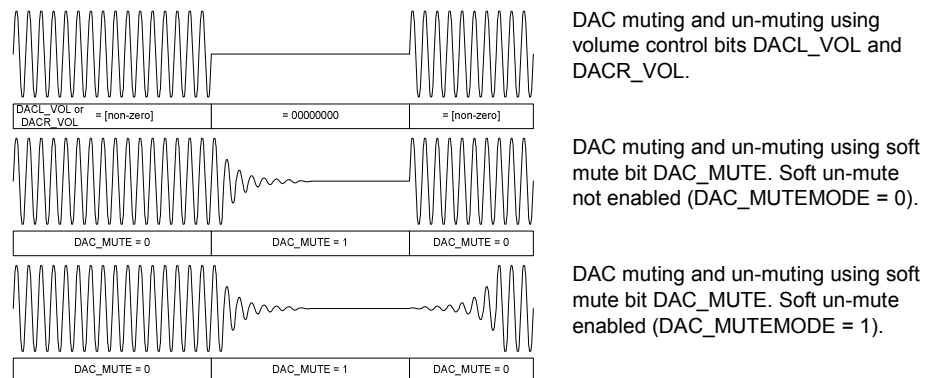 DAC muting and un-muting using
volume control bits DACL_VOL and
DACR_VOL.
DACL_VOL or
DACR_VOL
= [non-zero]
= 00000000
= [non-zero]
DAC muting and un-muting using soft
mute bit DAC_MUTE. Soft un-mute
not enabled (DAC_MUTEMODE = 0).
DAC_MUTE = 0
DAC_MUTE = 1
DAC_MUTE = 0
DAC muting and un-muting using soft
mute bit DAC_MUTE. Soft un-mute
enabled (DAC_MUTEMODE = 1).
DAC_MUTE = 0
DAC_MUTE = 1
DAC_MUTE = 0